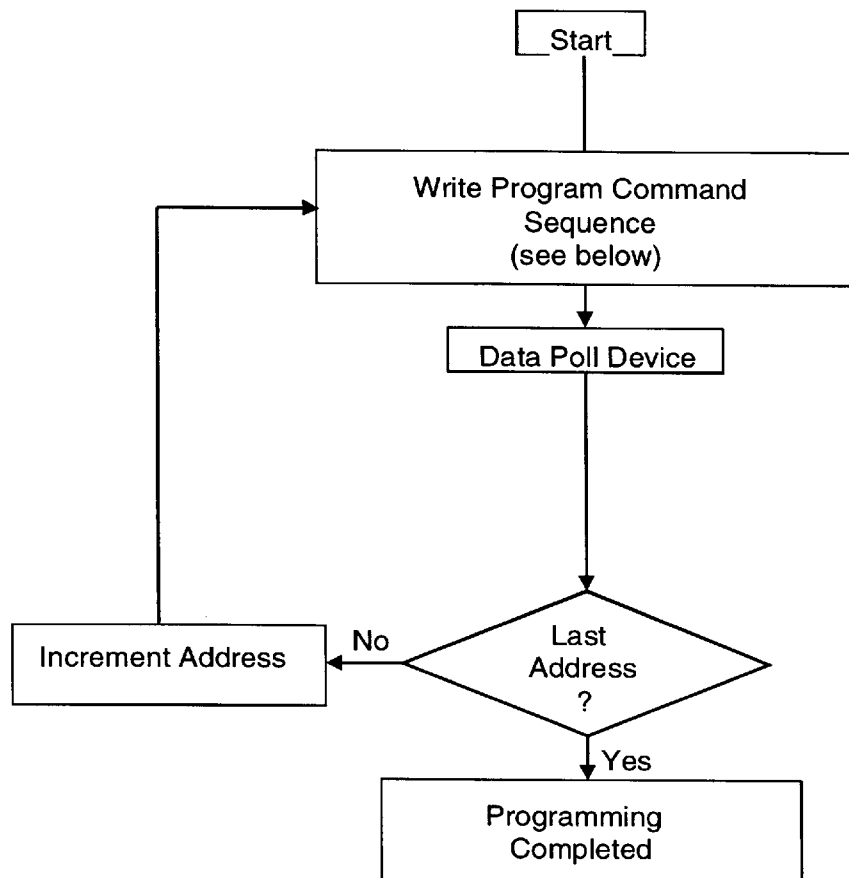 Start
Write Program Command
Sequence
(see below)
Data Poll Device
Last
Address
?
No
Increment Address
Yes
Programming
Completed